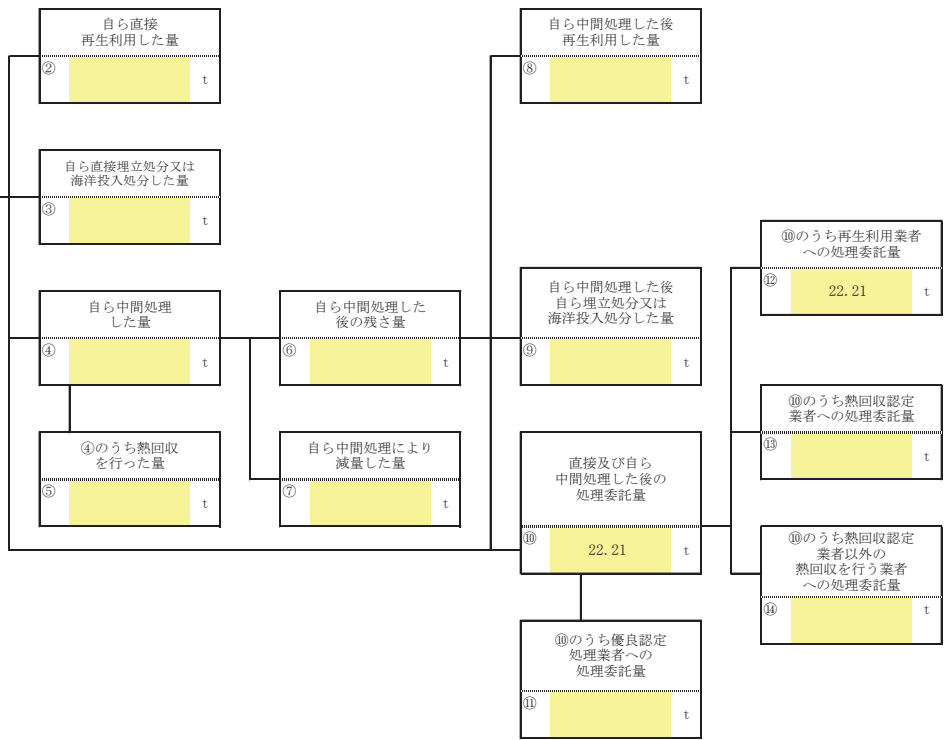 自ら直接
再生利用した量
②
t
自ら直接埋立処分又は
海洋投入処分した量
③
t
自ら中間処理
した量
④
t
④のうち熱回収
を行った量
⑤
t
自ら中間処理した
後の残さ量
⑥
t
自ら中間処理により
減量した量
⑦
t
自ら中間処理した後
再生利用した量
⑧
t
自ら中間処理した後
自ら埋立処分又は
海洋投入処分した量
⑨
t
直接及び自ら
中間処理した後の
処理委託量
⑩
22.21
t
⑩のうち優良認定
処理業者への
処理委託量
⑪
t
⑩のうち再生利用業者
への処理委託量
⑫
22.21
t
⑩のうち熱回収認定
業者への処理委託量
⑬
t
⑩のうち熱回収認定
業者以外の
熱回収を行う業者
への処理委託量
⑭
t